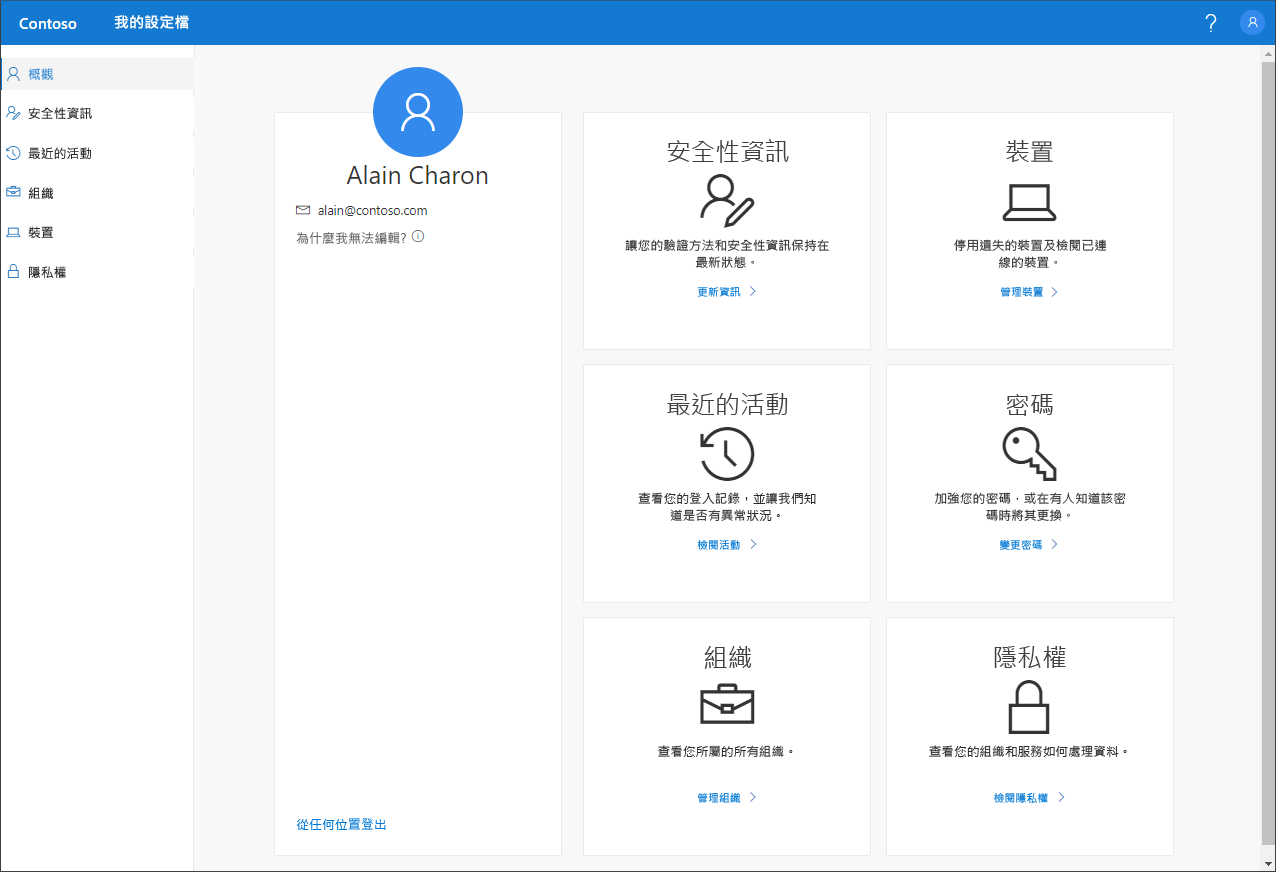 Contoso
我的設定檔
?
概觀
安全性資訊
最近的活動
組織
裝置
隱私權
Alain Charon
alain@contoso.com
為什麼我無法編輯?
從任何位置登出
安全性資訊
讓您的驗證方法和安全性資訊保持在
最新狀態。
更新資訊
裝置
停用遺失的裝置及檢閱已連
線的裝置。
管理裝置
最近的活動
查看您的登入記錄，並讓我們知
道是否有異常狀況。
檢閱活動
密碼
加強您的密碼，或在有人知道該密
碼時將其更換。
變更密碼
組織
查看您所屬的所有組織。
管理組織
隱私權
查看您的組織和服務如何處理資料。
檢閱隱私權